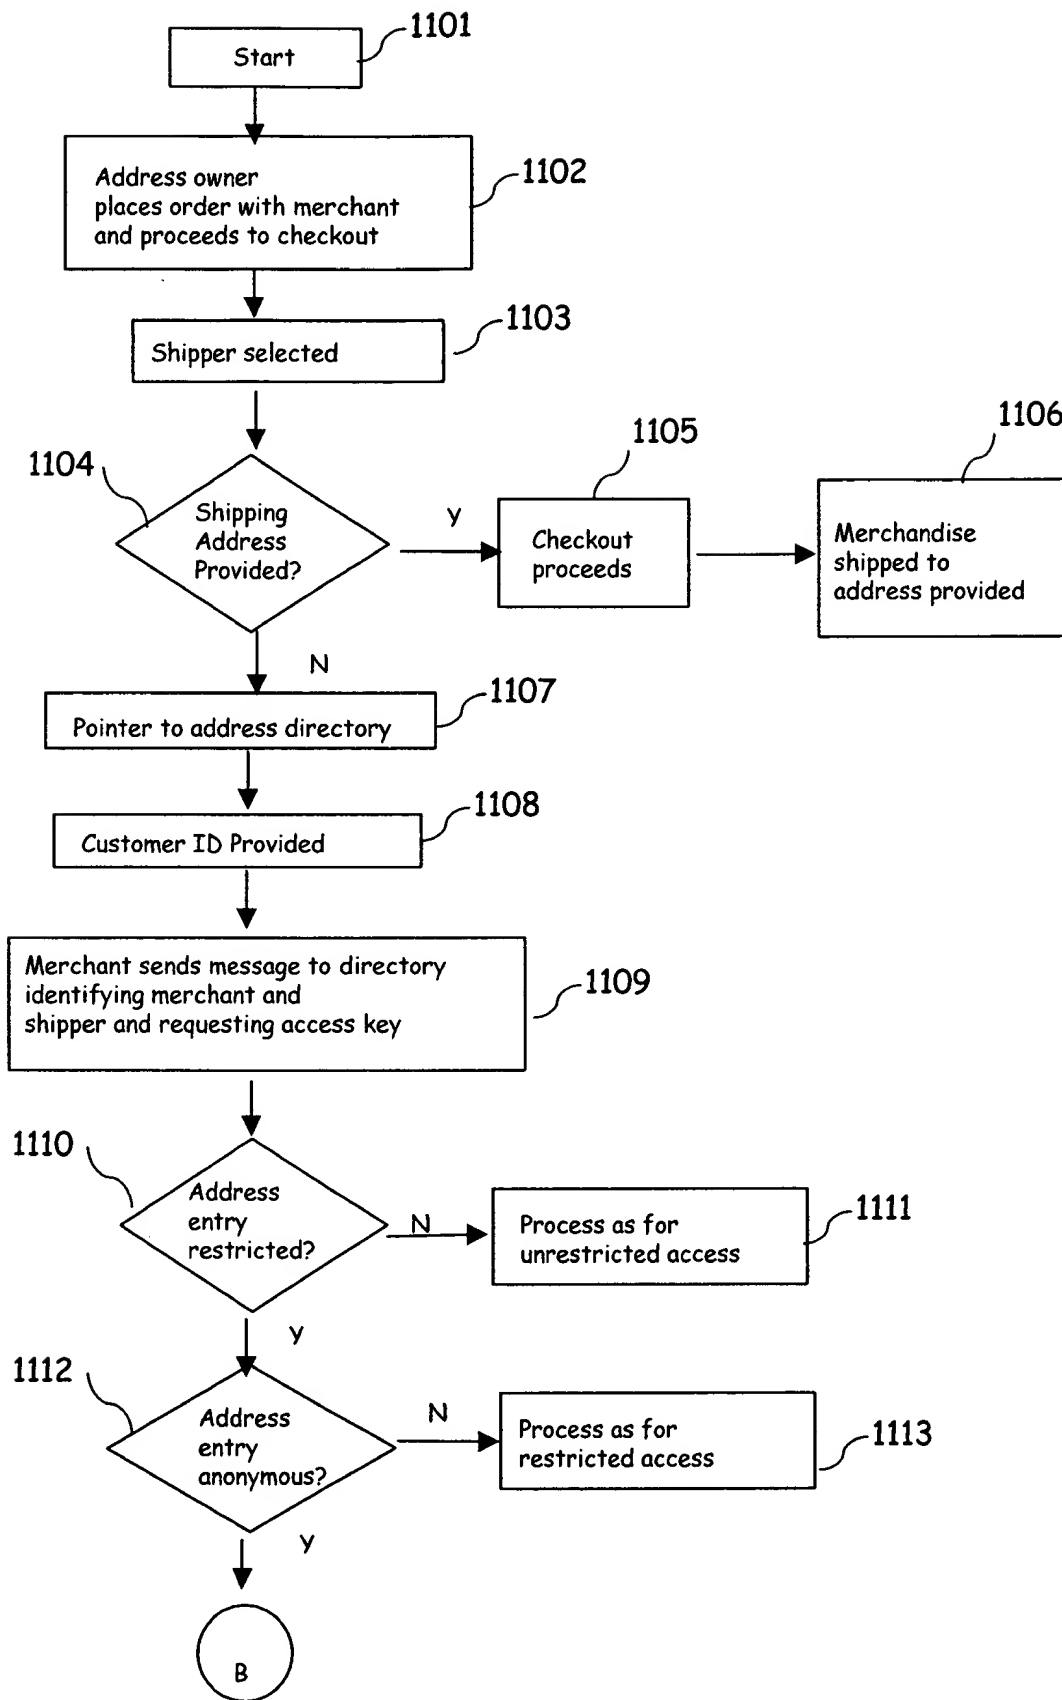 1101
Start
Address owner
places order with merchant
and proceeds to checkout
1102
Shipper selected
1103
1104
Shipping
Address
Provided?
Y
1105
Checkout
proceeds
1106
Merchandise
shipped to
address provided
N
Pointer to address directory
1107
Customer ID Provided
1108
Merchant sends message to directory
identifying merchant and
shipper and requesting access key
1109
1110
Address
entry
restricted?
N
Process as for
unrestricted access
1111
Y
1112
Address
entry
anonymous?
N
Process as for
restricted access
1113
Y
B